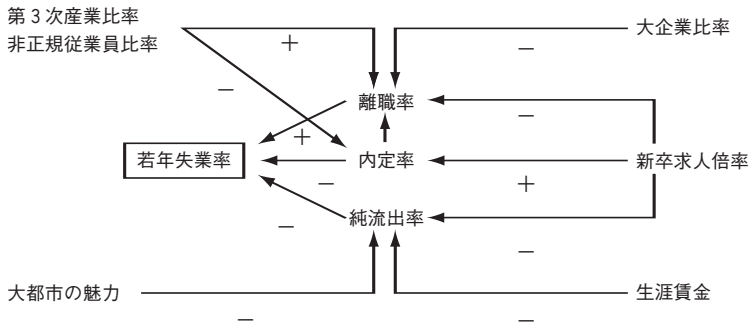 第３次産業比率
非正規従業員比率
＋
大企業比率
－
－
離職率
－
＋
若年失業率
内定率
新卒求人倍率
－
＋
－
純流出率
－
大都市の魅力
生涯賃金
－
－